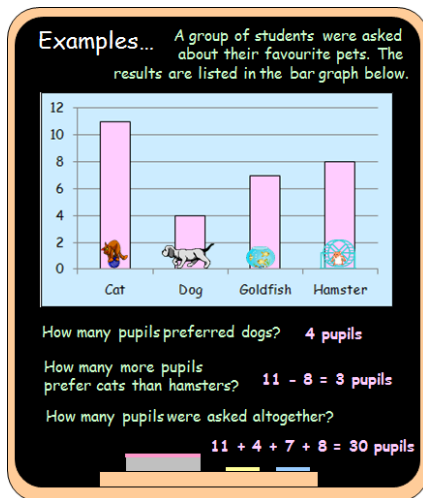 Examples... A group of students were asked
about their favourite pets. The
results are listed in the bar graph below.
12
10
8
6
4
2
0
Cat Dog Goldfish Hamster
How many pupils preferred dogs? 4 pupils
How many more pupils
prefer cats than hamsters? 11 - 8 = 3 pupils
How many pupils were asked altogether?
11 + 4 + 7 + 8 = 30 pupils